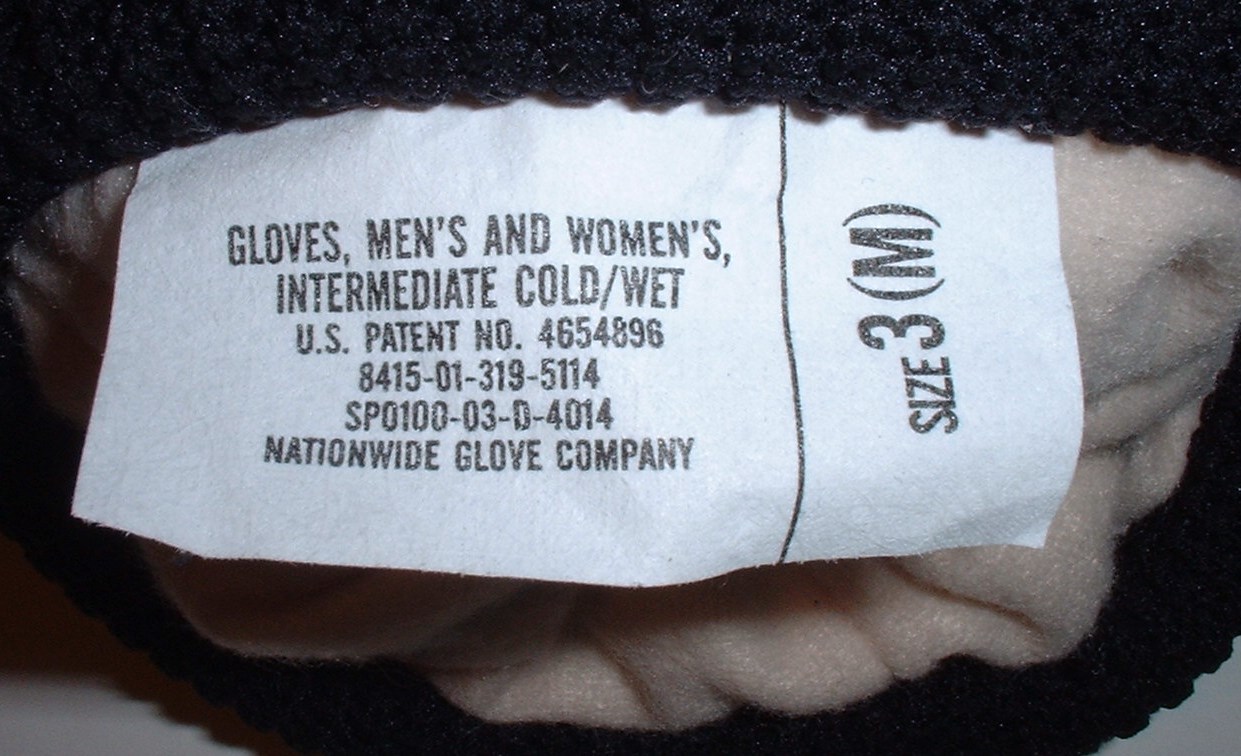 GLOVES, MEN'S AND WOMEN'S,
INTERMEDIATE COLD/WET
U.S. PATENT NO. 4654896
8415-01-319-5114
SP0100-03-D-4014
NATIONWIDE GLOVE COMPANY
SIZE 3 (M)